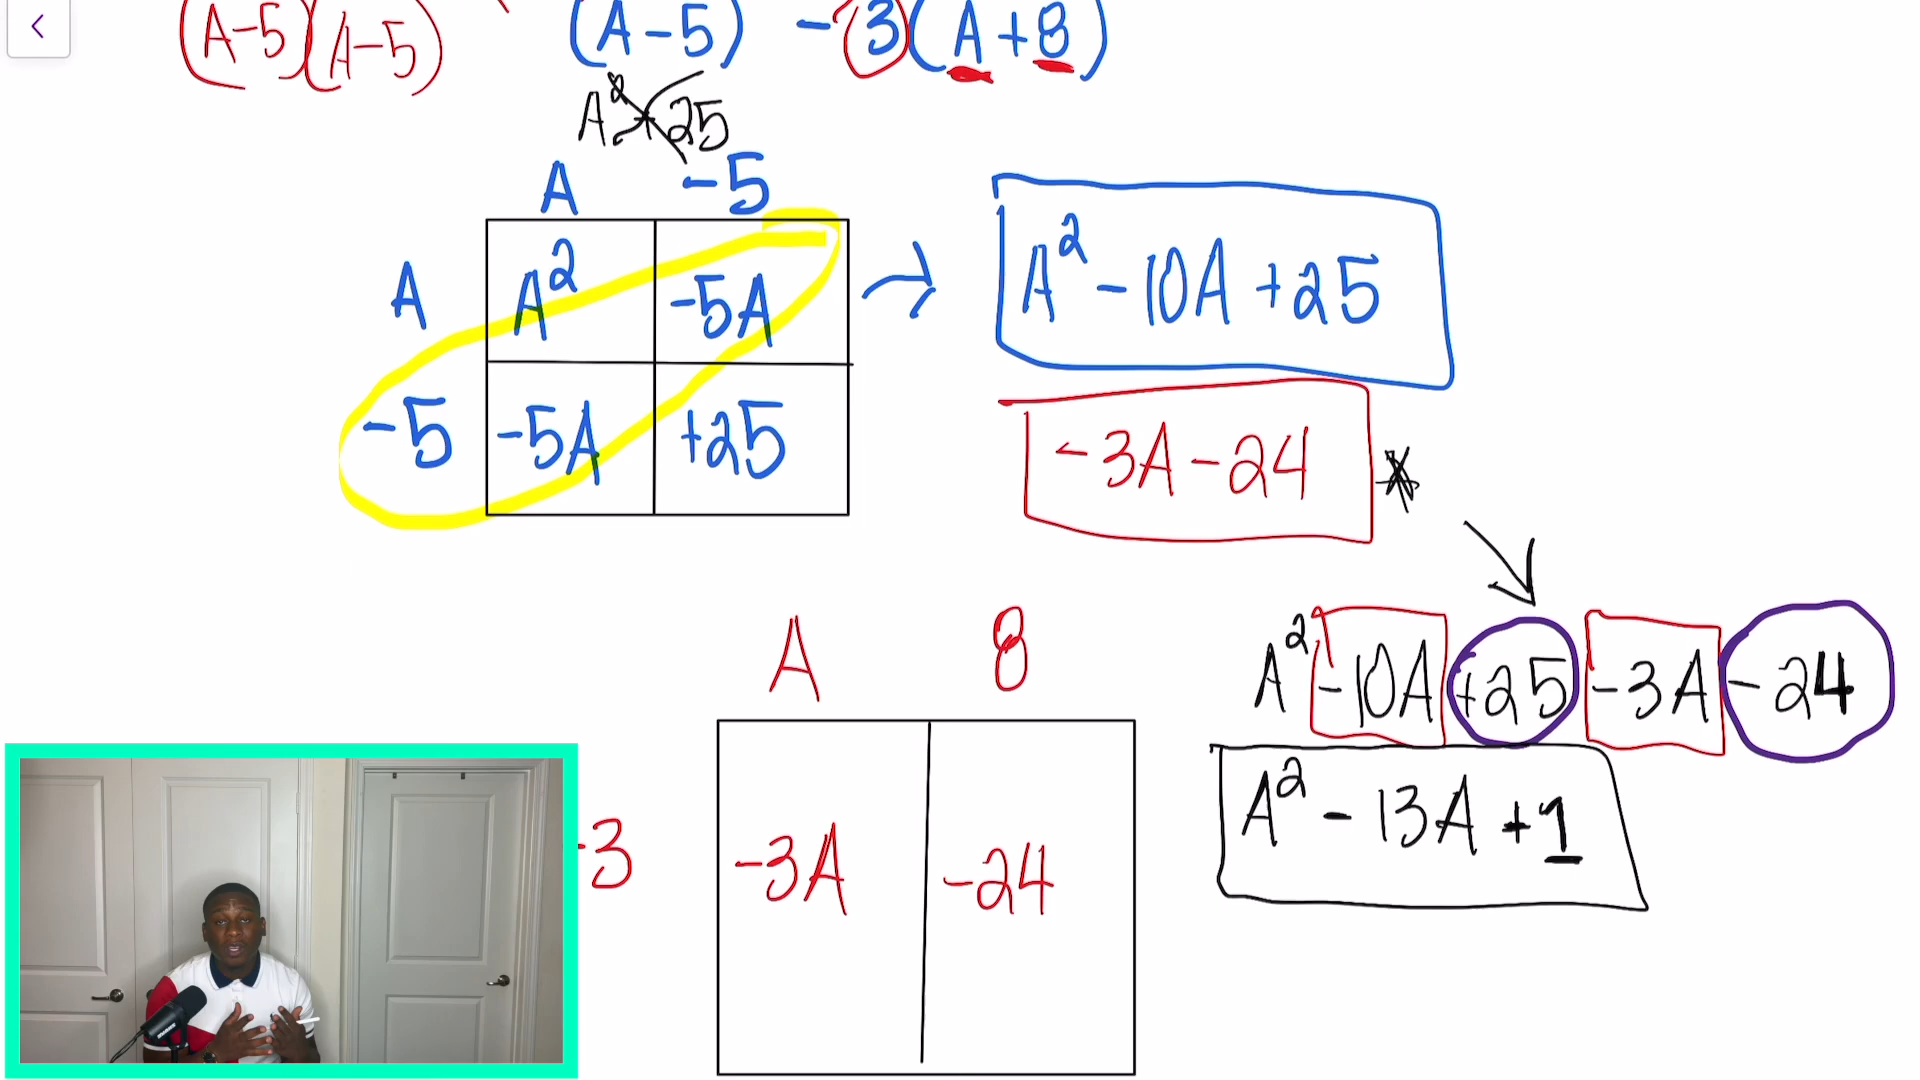 (A-5)(A-5) (A-5) -3(A+8)
A² + 25
A -5
A A² -5A A² - 10A + 25
-5 -5A +25 -3A - 24
A 8
A² - 10A +25 -3A - 24
-3 -3A -24 A² - 13A + 1